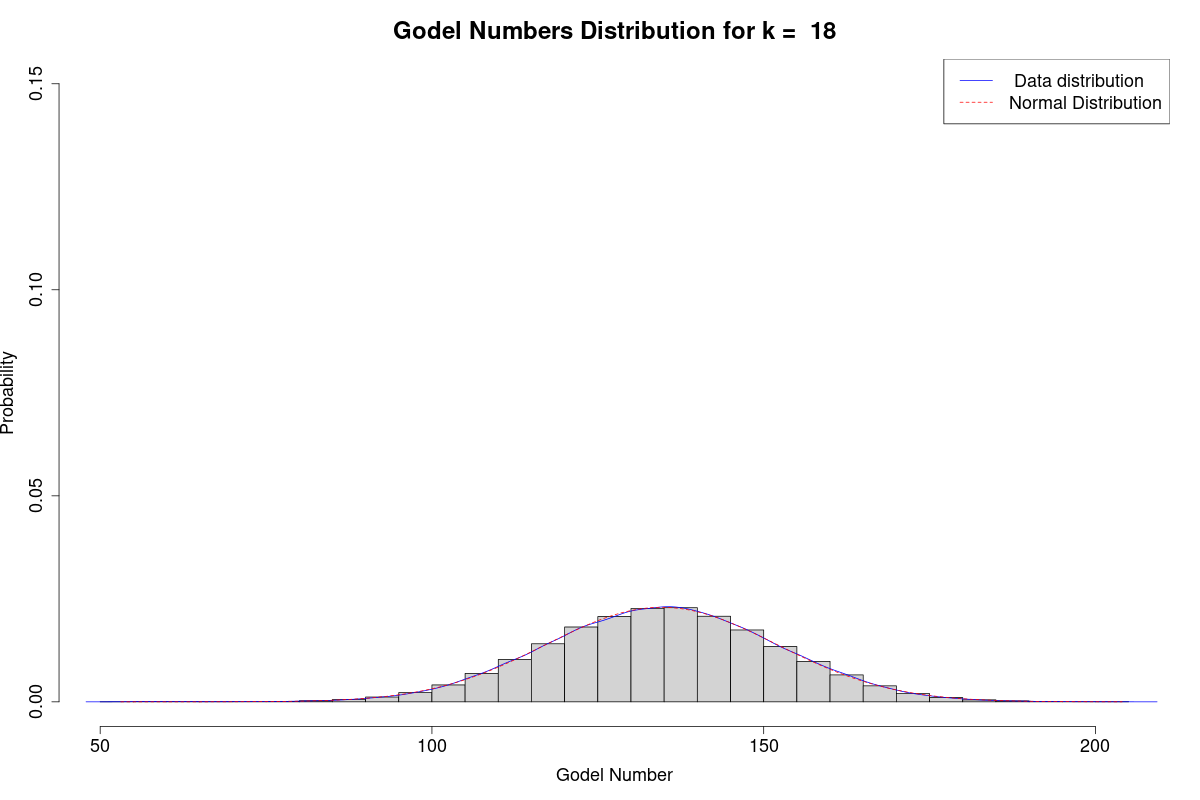 Godel Numbers Distribution for k =  18
Data distribution
Normal Distribution
0.15
0.10
0.05
0.00
Probability
50 100 150 200
Godel Number